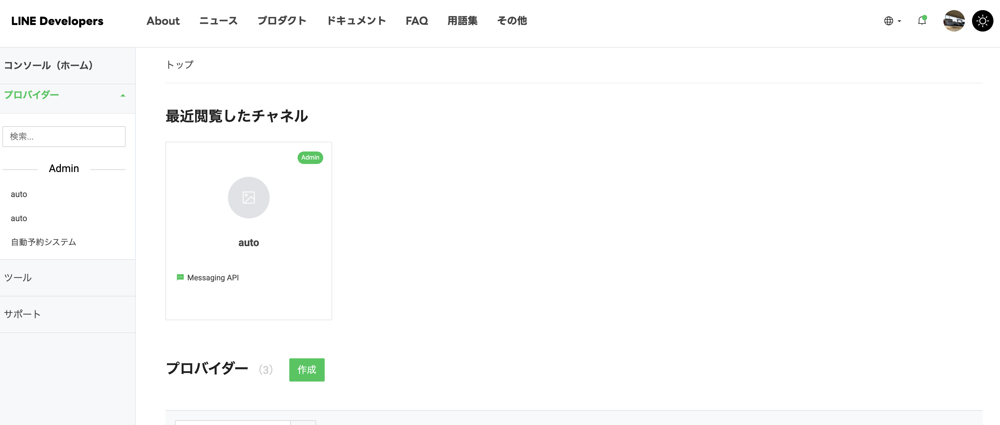 LINE Developers
About
ニュース
プロダクト
ドキュメント
FAQ
用語集
その他
コンソール（ホーム）
プロバイダー
検索...
Admin
auto
auto
自動予約システム
ツール
サポート
トップ
最近閲覧したチャネル
Admin
auto
Messaging API
プロバイダー (3) 作成